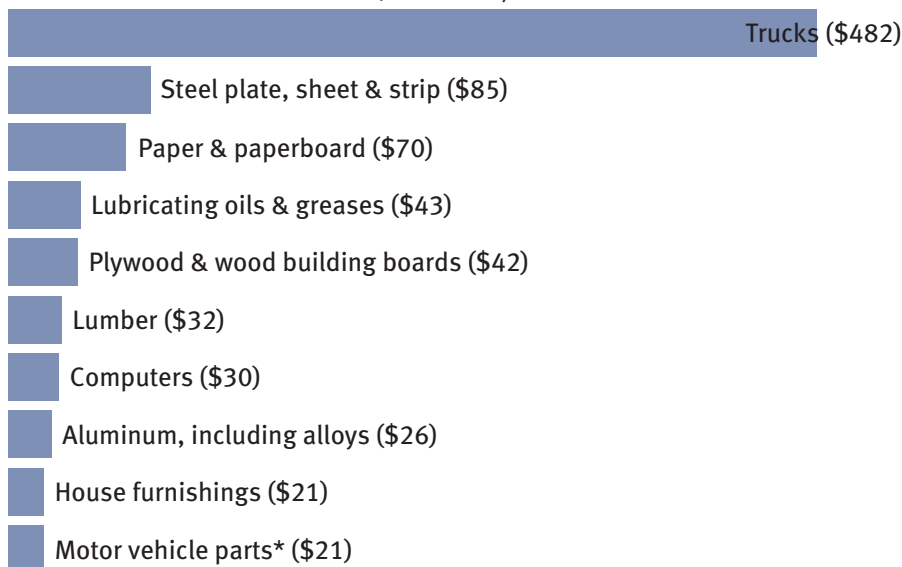 Trucks ($482)
Steel plate, sheet & strip ($85)
Paper & paperboard ($70)
Lubricating oils & greases ($43)
Plywood & wood building boards ($42)
Lumber ($32)
Computers ($30)
Aluminum, including alloys ($26)
House furnishings ($21)
Motor vehicle parts* ($21)